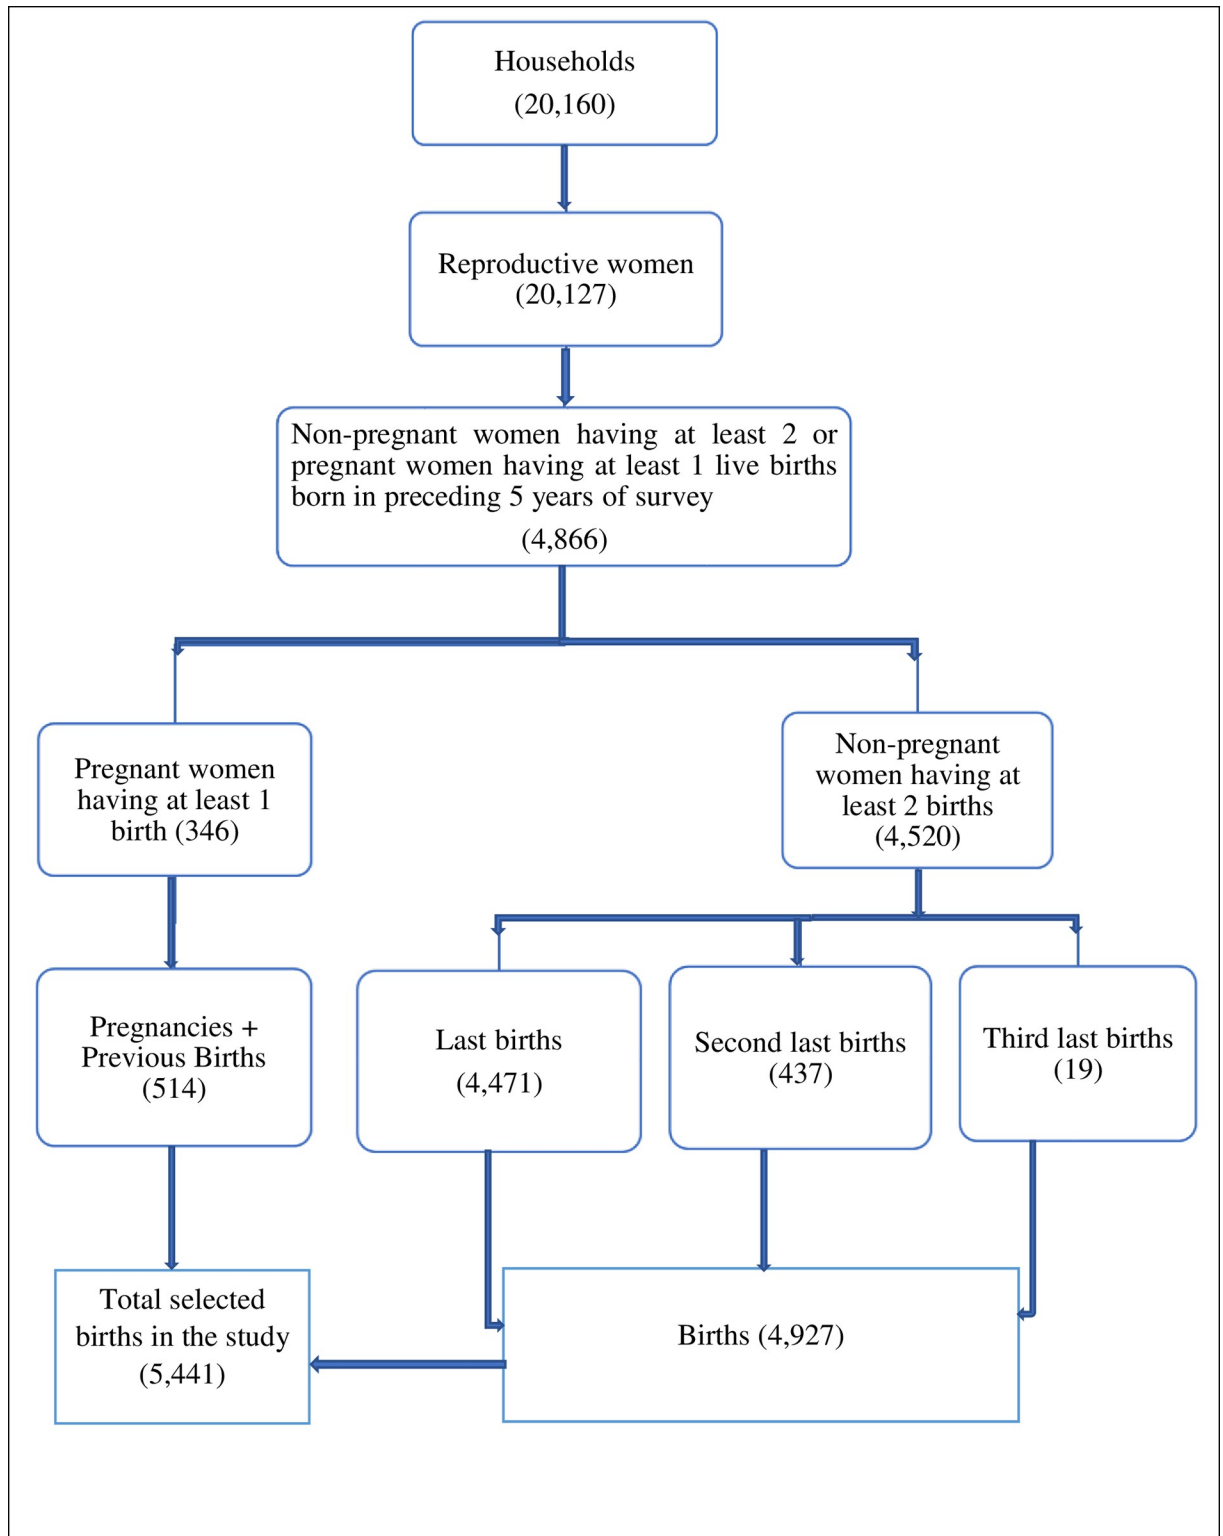 Households
(20,160)
Reproductive women
(20,127)
Non-pregnant women having at least 2 or
pregnant women having at least 1 live births
born in preceding 5 years of survey
(4,866)
Pregnant women
having at least 1
birth (346)
Non-pregnant
women having at
least 2 births
(4,520)
Pregnancies +
Previous Births
(514)
Last births
(4,471)
Second last births
(437)
Third last births
(19)
Total selected
births in the study
(5,441)
Births (4,927)